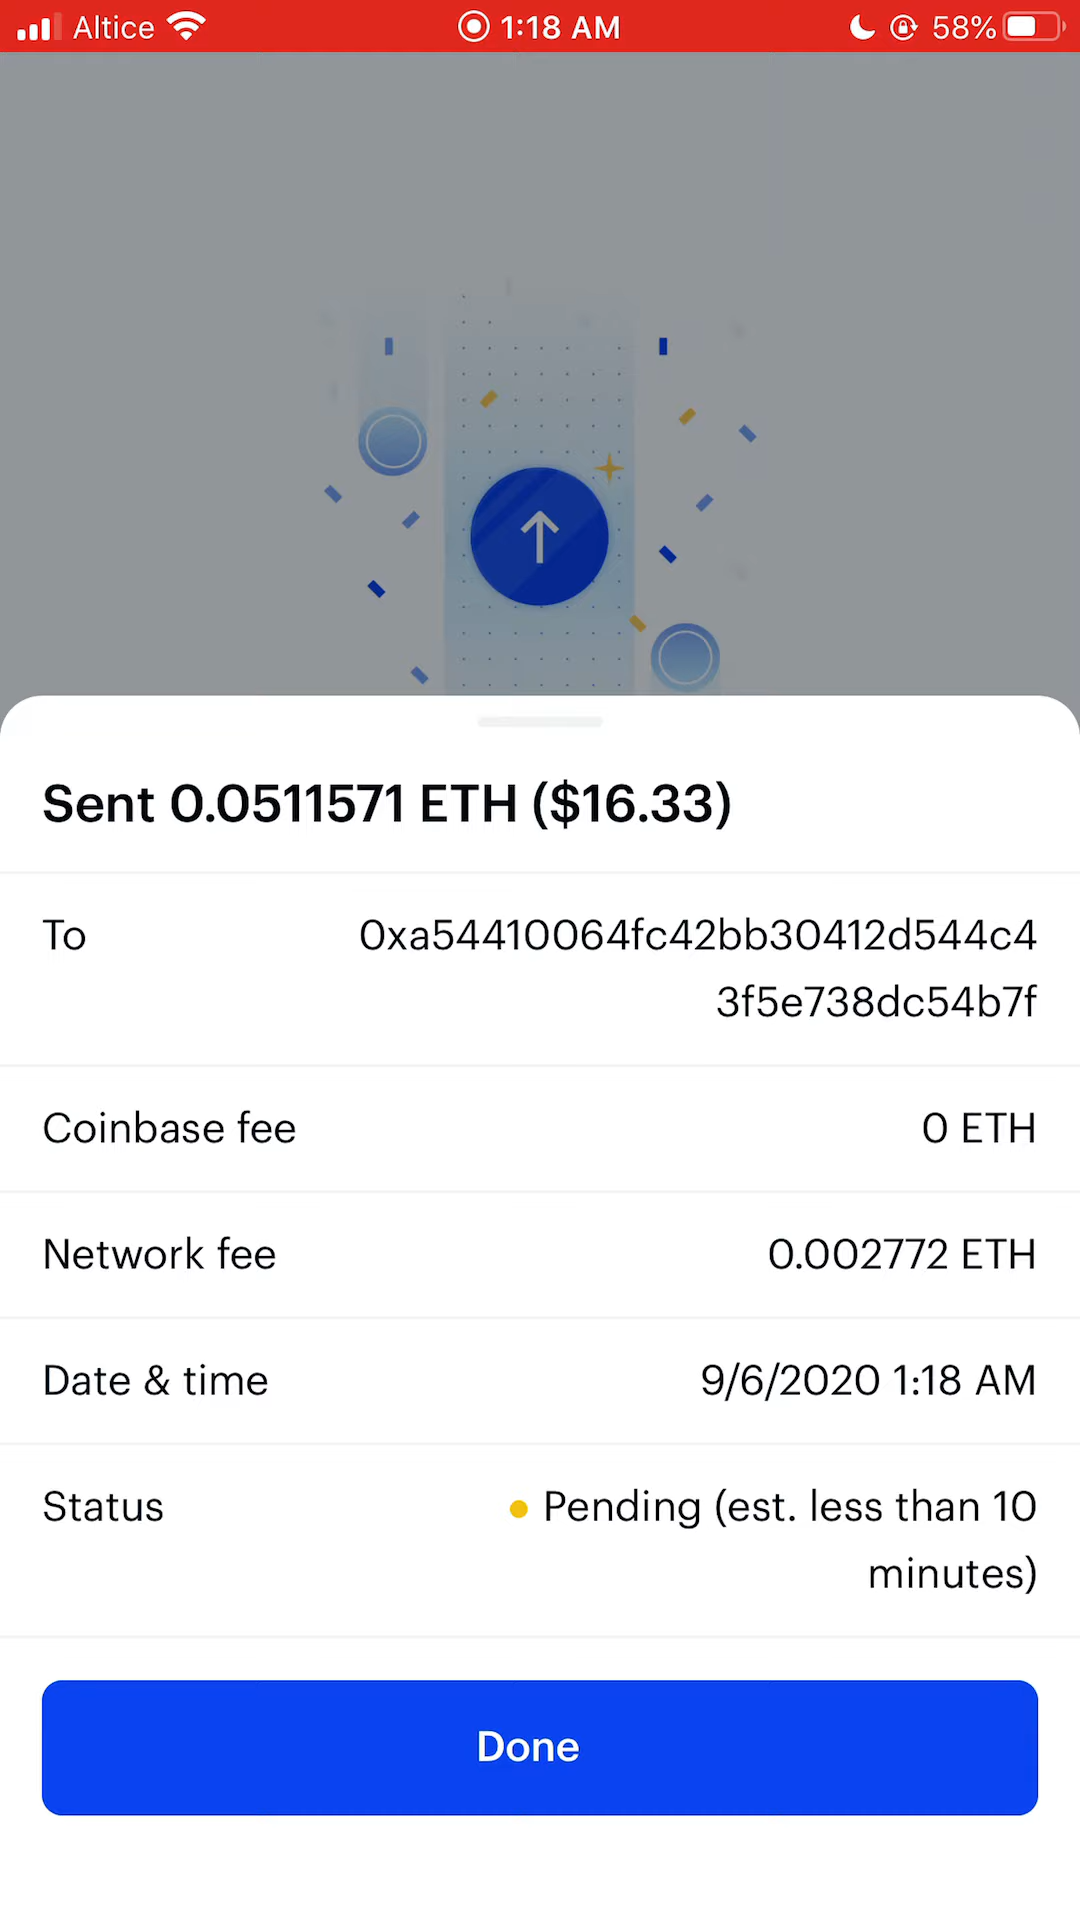 Altice 1:18 AM 58%
Sent 0.0511571 ETH ($16.33)
To 0xa54410064fc42bb30412d544c4
3f5e738dc54b7f
Coinbase fee 0 ETH
Network fee 0.002772 ETH
Date & time 9/6/2020 1:18 AM
Status Pending (est. less than 10
minutes)
Done